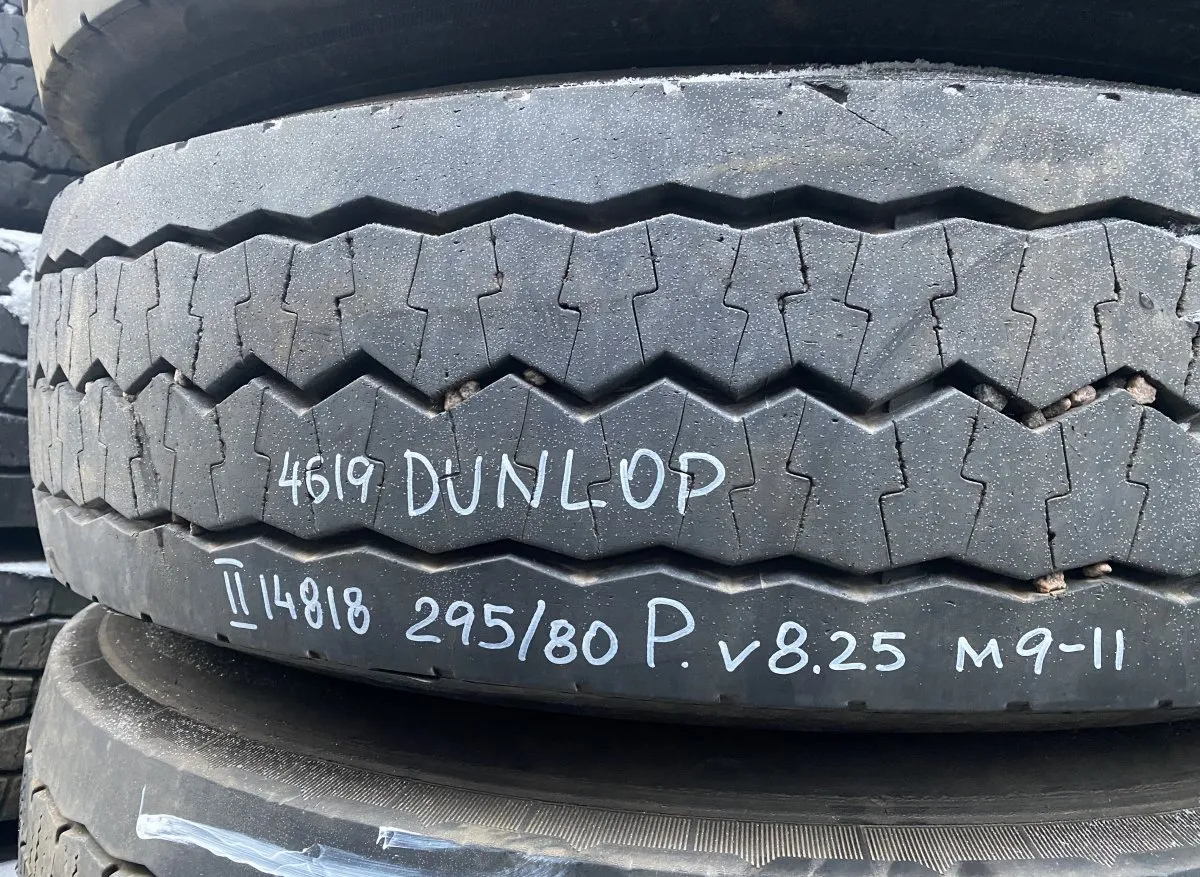 4619 DUNLOP
II 14818 295/80 P. v8.25 м9-11